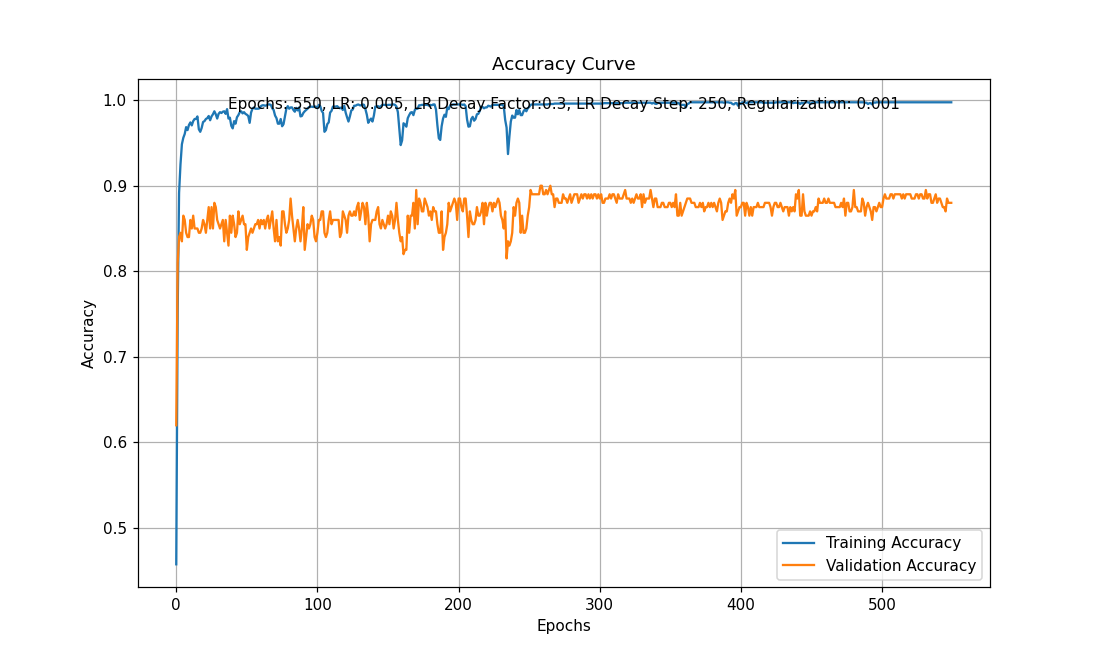 Accuracy Curve
Epochs: 550, LR: 0.005, LR Decay Factor:0.3, LR Decay Step: 250, Regularization: 0.001
1.0
0.9
0.8
0.7
0.6
0.5
Accuracy
Training Accuracy
Validation Accuracy
0 100 200 300 400 500
Epochs